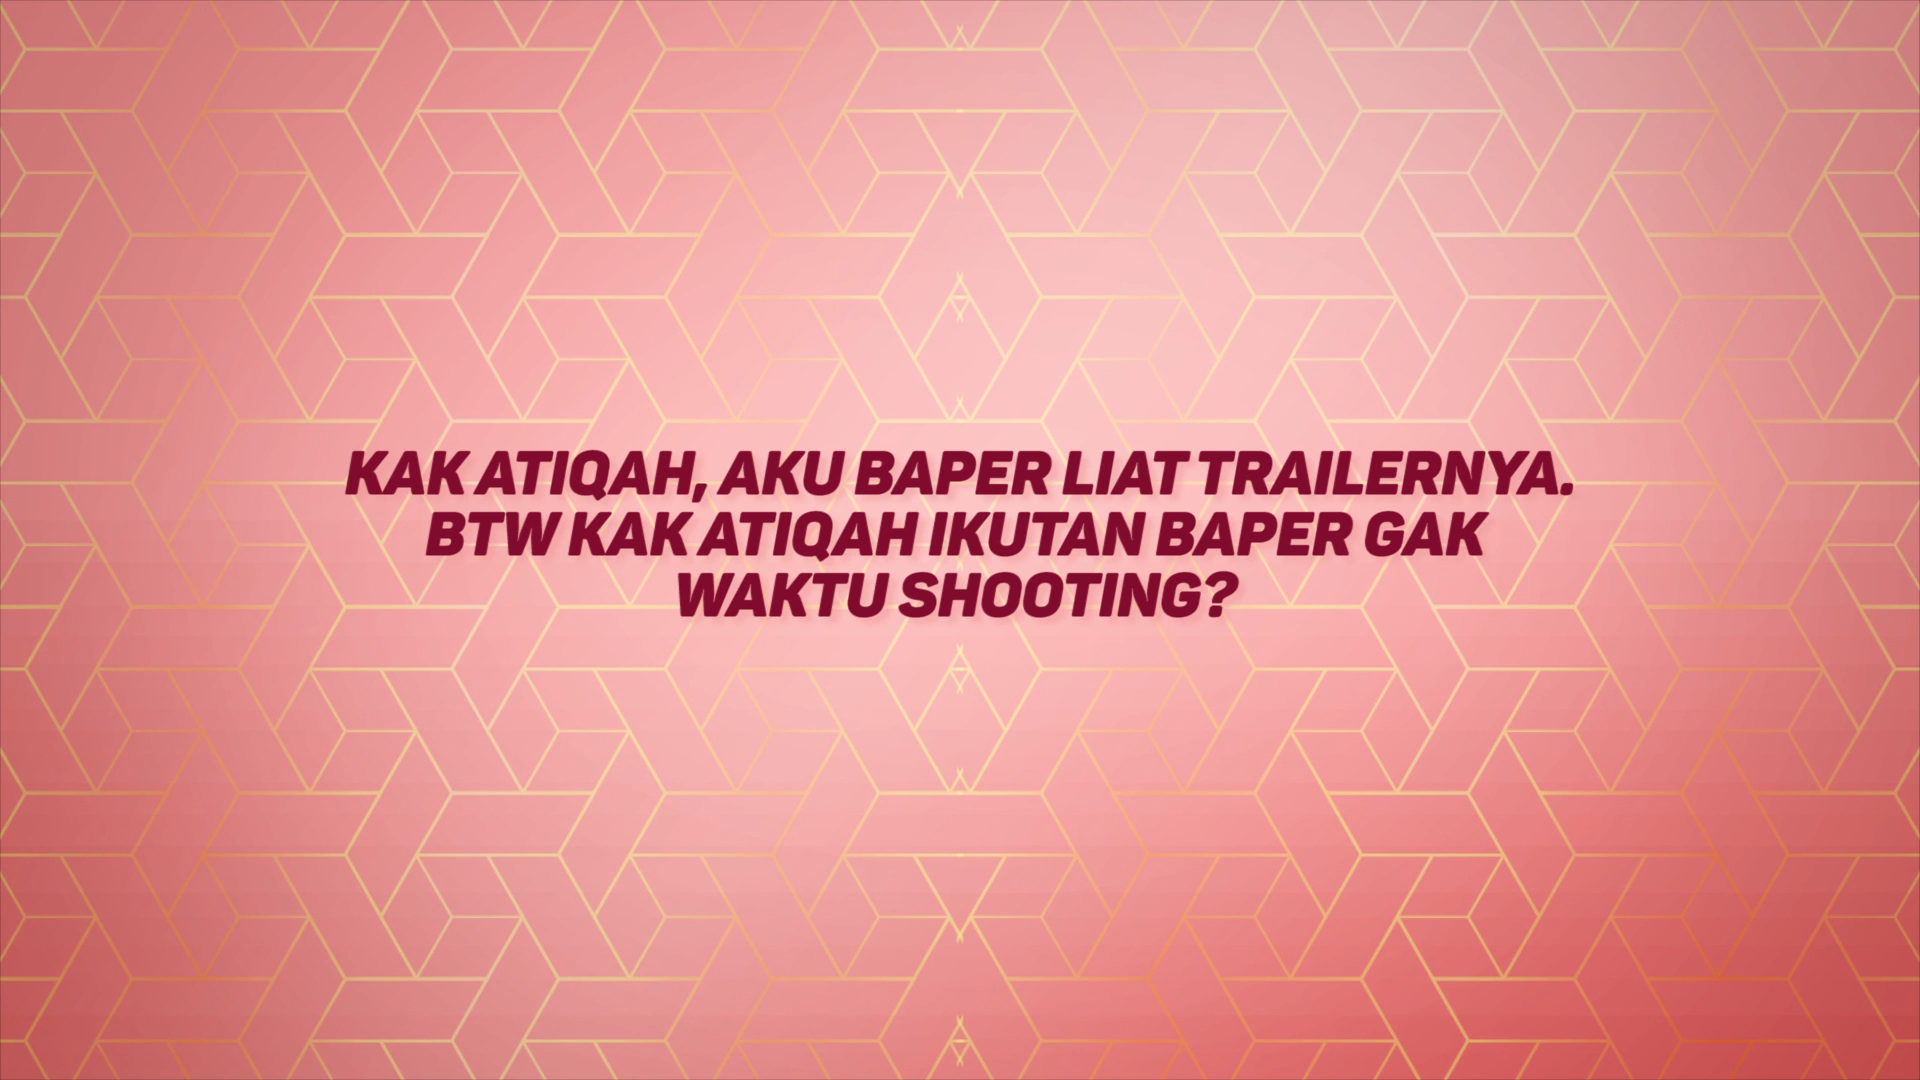 KAK ATIQAH, AKU BAPER LIAT TRAILERNYA.
BTW KAK ATIQAH IKUTAN BAPER GAK
WAKTU SHOOTING?